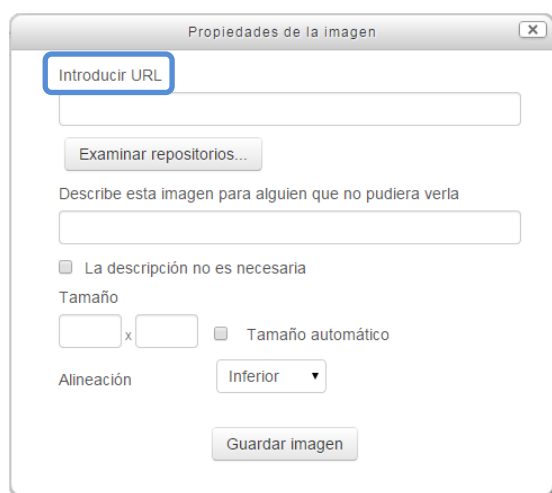 Propiedades de la imagen
Introducir URL
Examinar repositorios...
Describe esta imagen para alguien que no pudiera verla
La descripción no es necesaria
Tamaño
x Tamaño automático
Alineación Inferior
Guardar imagen